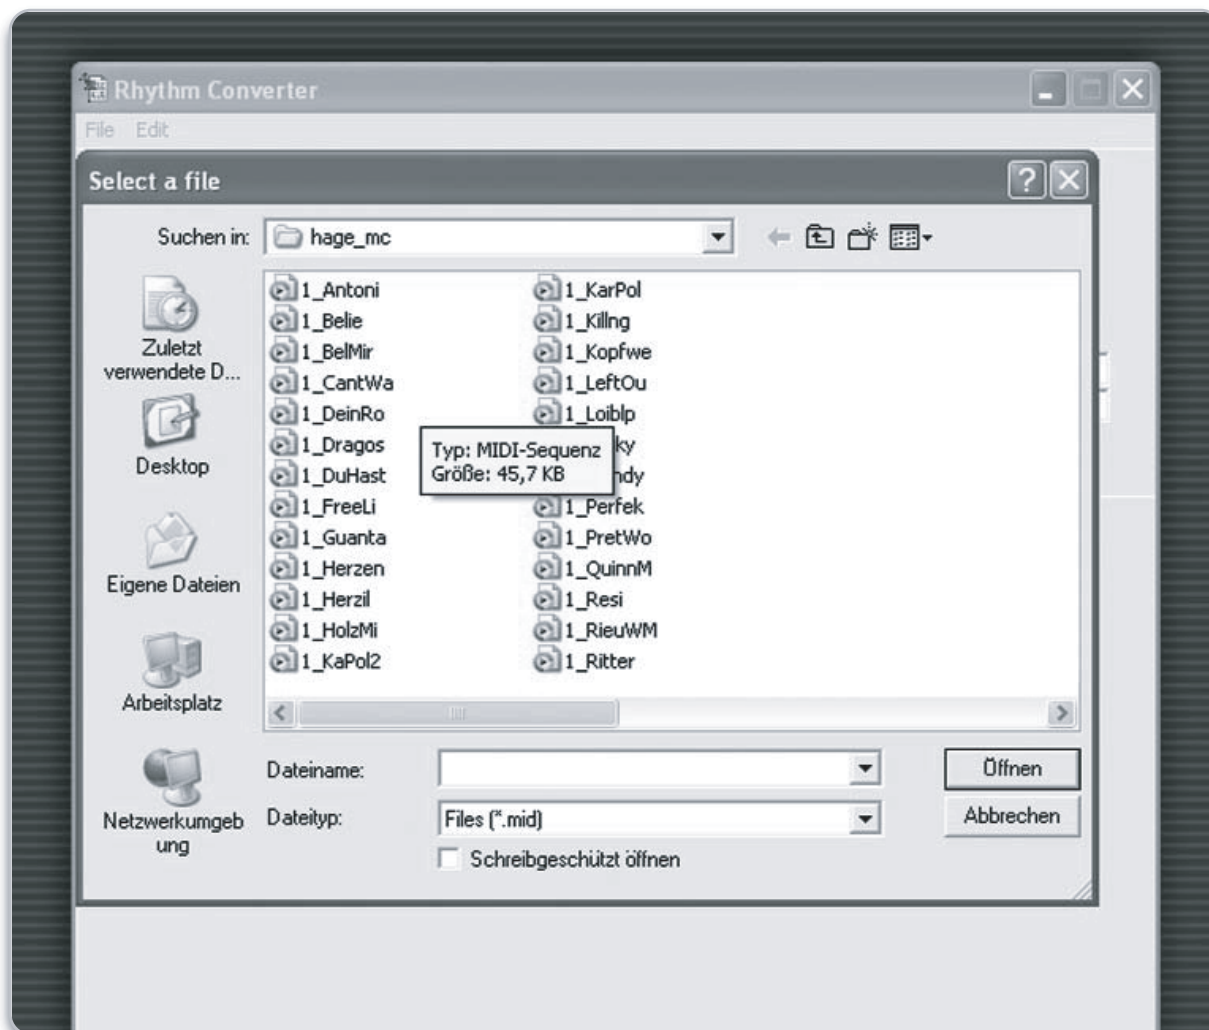 Rhythm Converter
File Edit
Select a file
Suchen in:
hage_mc
Zuletzt
verwendete D...
Desktop
Eigene Dateien
Arbeitsplatz
Netzwerkumgeb
ung
1_Antoni
1_Belie
1_BelMir
1_CantWa
1_DeinRo
1_Dragos
1_DuHast
1_FreeLi
1_Guanta
1_Herzen
1_Herzil
1_HolzMi
1_KaPol2
1_KarPol
1_Killng
1_Kopfwe
1_LeftOu
1_Loiblp
ky
ndy
1_Perfek
1_PretWo
1_QuinnM
1_Resi
1_RieuWM
1_Ritter
Typ: MIDI-Sequenz
Größe: 45,7 KB
Dateiname:
Öffnen
Dateityp:
Files (*.mid)
Abbrechen
Schreibgeschützt öffnen